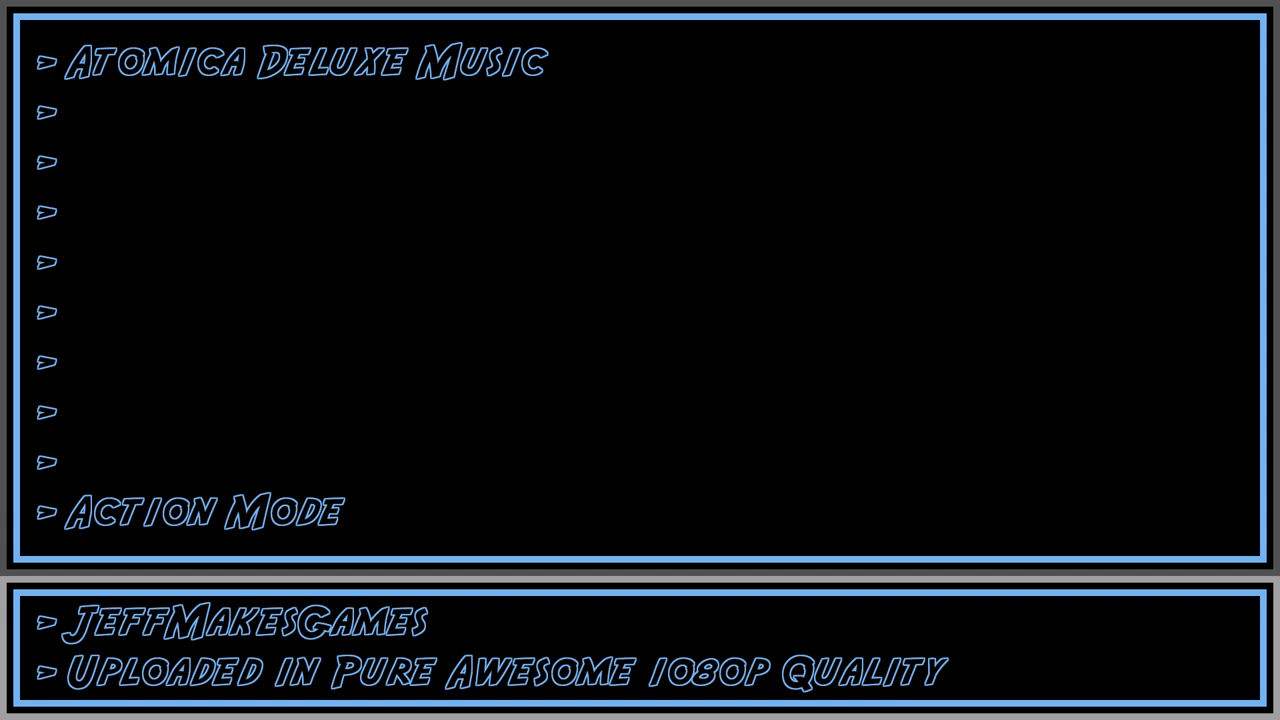 Atomica Deluxe Music
Action Mode
JeffMakesGames
Uploaded in Pure Awesome 1080p Quality